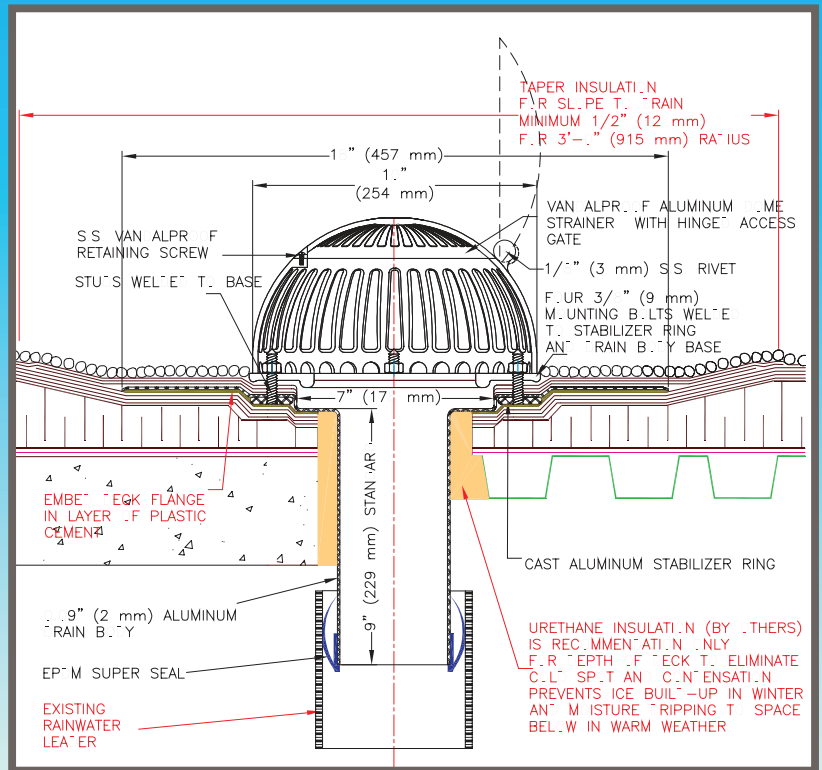 TAPER INSULATI.N
F.R SL.PE T. RAIN
MINIMUM 1/2" (12 mm)
F.R 3'-." (915 mm) RA IUS
1 " (457 mm)
1."
(254 mm)
VAN ALPR..F ALUMINUM .ME
STRAINER WITH HINGE ACCESS
GATE
S.S. VAN ALPR..F
RETAINING SCREW
1/ " (3 mm) S.S. RIVET
STU S WEL E T. BASE
F.UR 3/ " (9 mm)
M.UNTING B.LTS WEL E
T. STABILIZER RING
AN RAIN B. Y BASE
7" (17 mm)
9" (229 mm) STAN AR
EMBE ECK FLANGE
IN LAYER .F PLASTIC
CEMENT
CAST ALUMINUM STABILIZER RING
. 9" (2 mm) ALUMINUM
RAIN B. Y
URETHANE INSULATI.N (BY .THERS)
IS REC.MMEN ATI.N .NLY
F.R EPTH .F ECK T. ELIMINATE
C.L SP.T AN C.N ENSATI.N
PREVENTS ICE BUIL -UP IN WINTER
AN M.ISTURE RIPPING T. SPACE
BEL.W IN WARM WEATHER
EP M SUPER SEAL
EXISTING
RAINWATER
LEA ER